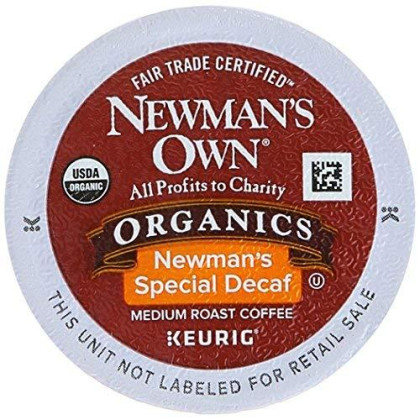 FAIR TRADE CERTIFIED™
NEWMAN'S
OWN®
USDA
ORGANIC
All Profits to Charity
ORGANICS
Newman's
Special Decaf
U
MEDIUM ROAST COFFEE
KEURIG®
THIS UNIT NOT LABELED FOR RETAIL SALE